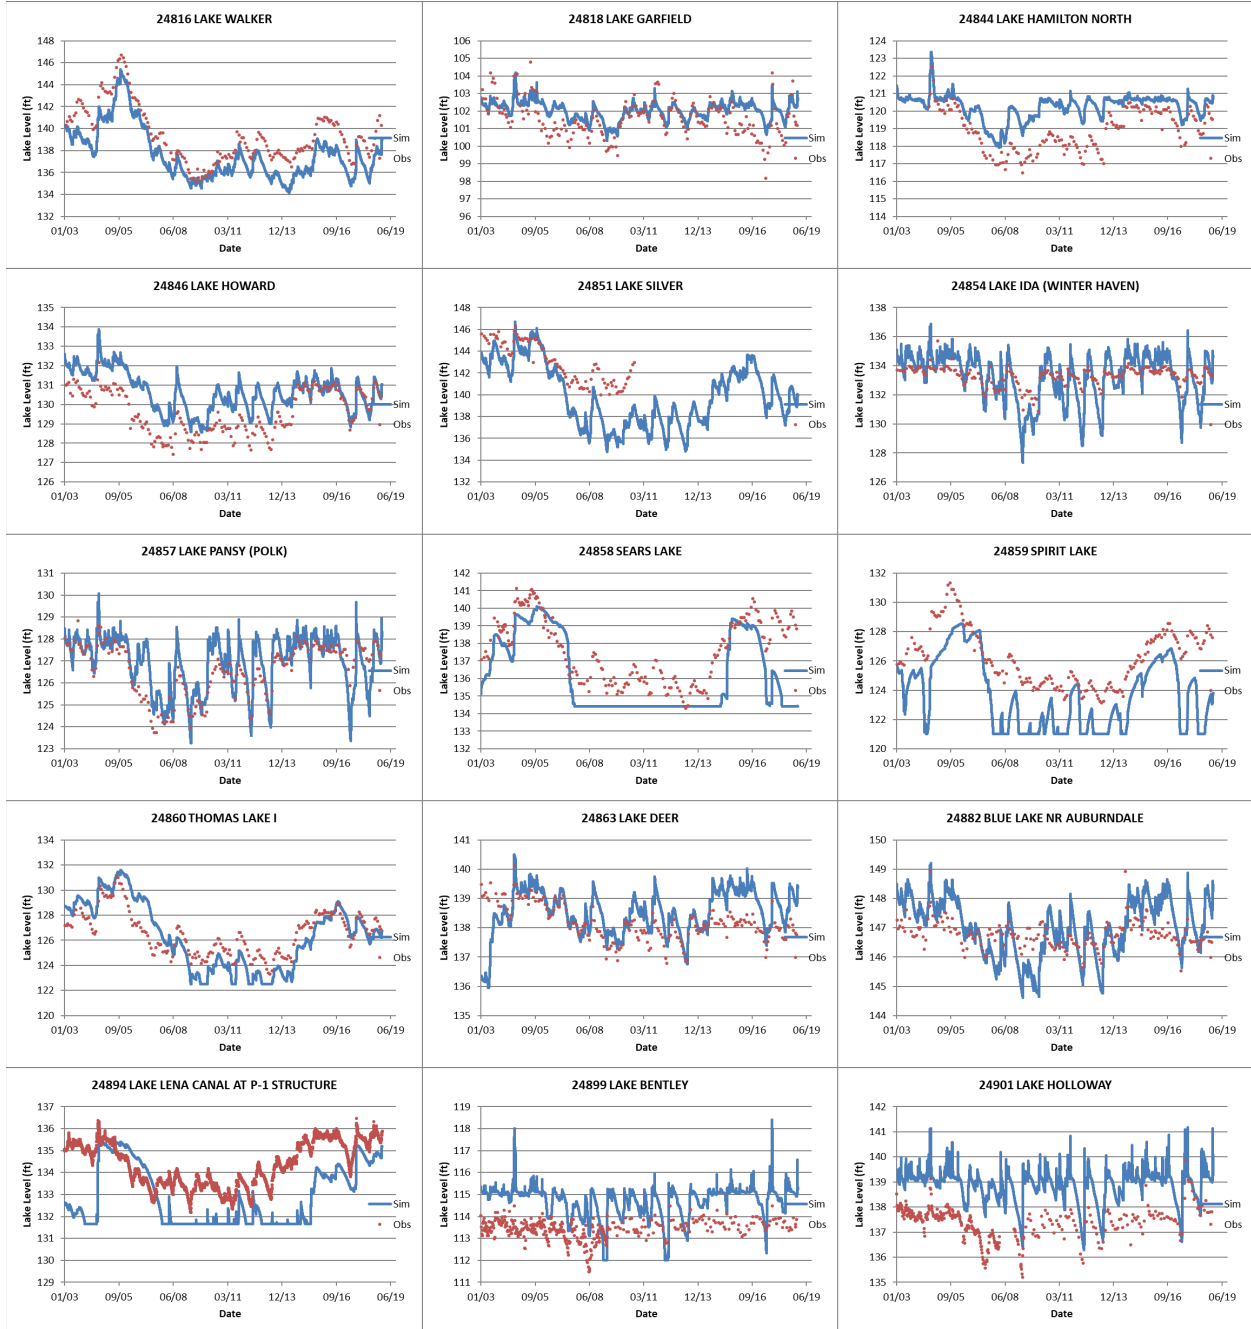 24816 LAKE WALKER
Lake Level (ft)
148
146
144
142
140
138
136
134
132
Sim
Obs
01/03 09/05 06/08 03/11 12/13 09/16 06/19
Date
24818 LAKE GARFIELD
Lake Level (ft)
106
105
104
103
102
101
100
99
98
97
96
Sim
Obs
01/03 09/05 06/08 03/11 12/13 09/16 06/19
Date
24844 LAKE HAMILTON NORTH
Lake Level (ft)
124
123
122
121
120
119
118
117
116
115
114
Sim
Obs
01/03 09/05 06/08 03/11 12/13 09/16 06/19
Date
24846 LAKE HOWARD
Lake Level (ft)
135
134
133
132
131
130
129
128
127
126
Sim
Obs
01/03 09/05 06/08 03/11 12/13 09/16 06/19
Date
24851 LAKE SILVER
Lake Level (ft)
148
146
144
142
140
138
136
134
Sim
Obs
01/03 09/05 06/08 03/11 12/13 09/16 06/19
Date
24854 LAKE IDA (WINTER HAVEN)
Lake Level (ft)
138
136
134
132
130
128
126
Sim
Obs
01/03 09/05 06/08 03/11 12/13 09/16 06/19
Date
24857 LAKE PANSY (POLK)
Lake Level (ft)
131
130
129
128
127
126
125
124
123
Sim
Obs
01/03 09/05 06/08 03/11 12/13 09/16 06/19
Date
24858 SEARS LAKE
Lake Level (ft)
142
141
140
139
138
137
136
135
134
133
132
Sim
Obs
01/03 09/05 06/08 03/11 12/13 09/16 06/19
Date
24859 SPIRIT LAKE
Lake Level (ft)
132
130
128
126
124
122
120
Sim
Obs
01/03 09/05 06/08 03/11 12/13 09/16 06/19
Date
24860 THOMAS LAKE I
Lake Level (ft)
134
132
130
128
126
124
122
120
Sim
Obs
01/03 09/05 06/08 03/11 12/13 09/16 06/19
Date
24863 LAKE DEER
Lake Level (ft)
141
140
139
138
137
136
135
Sim
Obs
01/03 09/05 06/08 03/11 12/13 09/16 06/19
Date
24882 BLUE LAKE NR AUBURNDALE
Lake Level (ft)
150
149
148
147
146
145
144
Sim
Obs
01/03 09/05 06/08 03/11 12/13 09/16 06/19
Date
24894 LAKE LENA CANAL AT P-1 STRUCTURE
Lake Level (ft)
137
136
135
134
133
132
131
130
129
Sim
Obs
01/03 09/05 06/08 03/11 12/13 09/16 06/19
Date
24899 LAKE BENTLEY
Lake Level (ft)
119
118
117
116
115
114
113
112
111
Sim
Obs
01/03 09/05 06/08 03/11 12/13 09/16 06/19
Date
24901 LAKE HOLLOWAY
Lake Level (ft)
142
141
140
139
138
137
136
135
Sim
Obs
01/03 09/05 06/08 03/11 12/13 09/16 06/19
Date